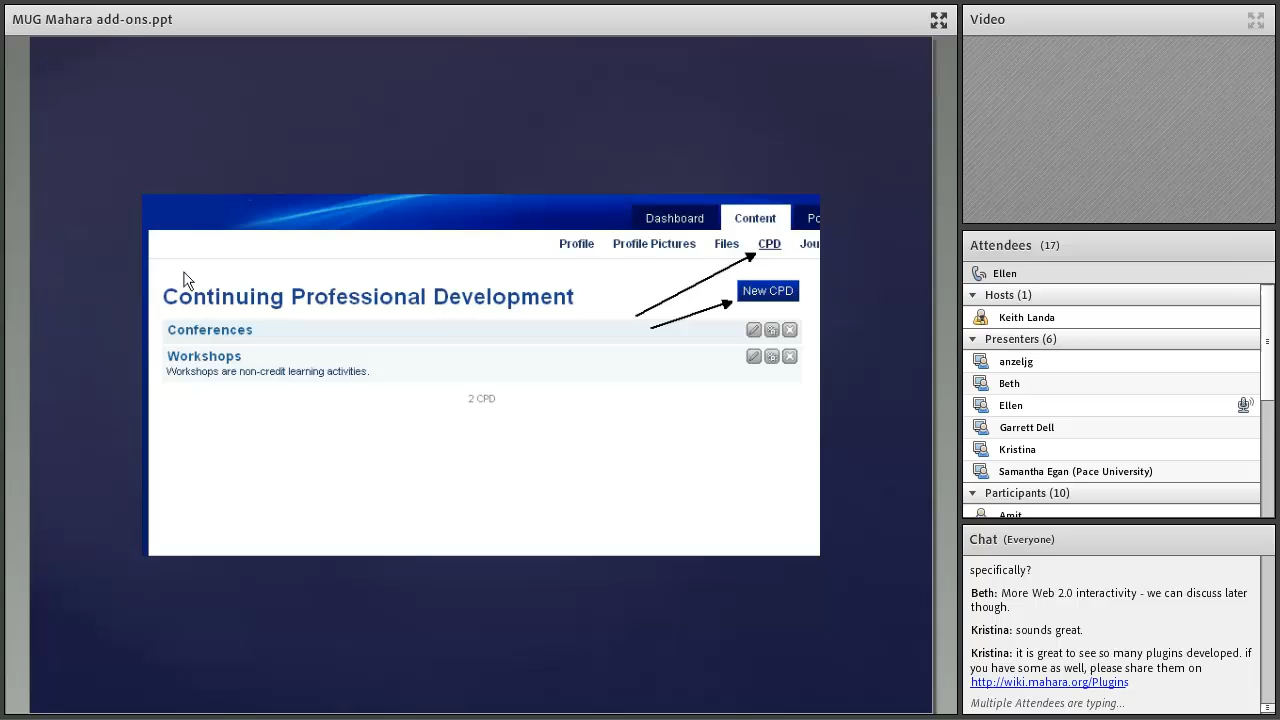 MUG Mahara add-ons.ppt
Dashboard Content Po
Profile Profile Pictures Files CPD Jou
Continuing Professional Development
New CPD
Conferences
Workshops
Workshops are non-credit learning activities.
2 CPD
Video
Attendees (17)
Ellen
Hosts (1)
Keith Landa
Presenters (6)
anzeljg
Beth
Ellen
Garrett Dell
Kristina
Samantha Egan (Pace University)
Participants (10)
Amit
Chat (Everyone)
specifically?
Beth: More Web 2.0 interactivity - we can discuss later
though.
Kristina: sounds great.
Kristina: it is great to see so many plugins developed. if
you have some as well, please share them on
http://wiki.mahara.org/Plugins
Multiple Attendees are typing...